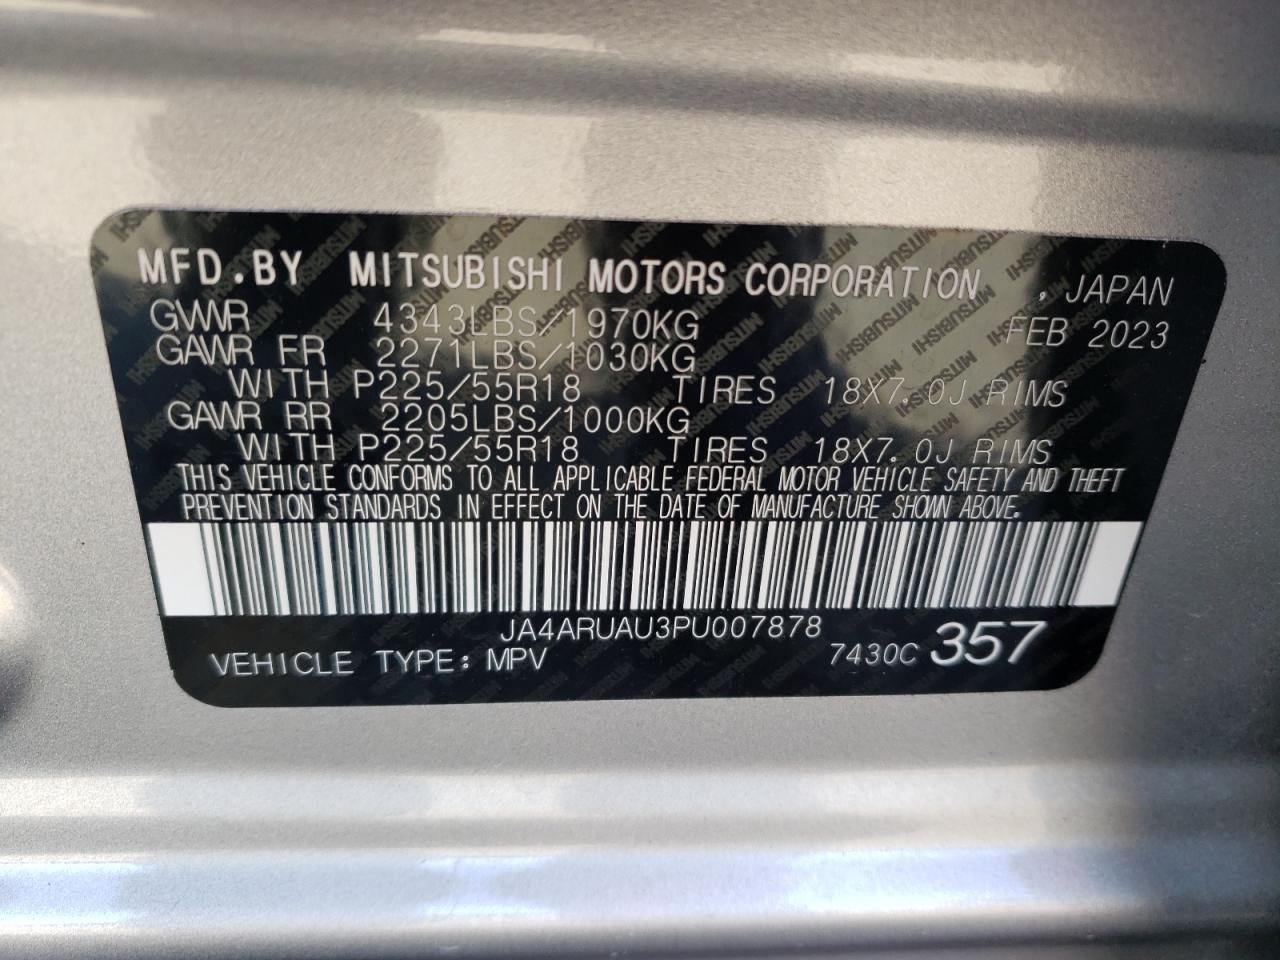 MFD.BY MITSUBISHI MOTORS CORPORATION , JAPAN
GVWR 4343LBS/1970KG FEB 2023
GAWR FR 2271LBS/1030KG
WITH P225/55R18 TIRES 18X7.0J RIMS
GAWR RR 2205LBS/1000KG
WITH P225/55R18 TIRES 18X7.0J RIMS
THIS VEHICLE CONFORMS TO ALL APPLICABLE FEDERAL MOTOR VEHICLE SAFETY AND THEFT
PREVENTION STANDARDS IN EFFECT ON THE DATE OF MANUFACTURE SHOWN ABOVE.
JA4ARUAU3PU007878
VEHICLE TYPE: MPV 7430C 357